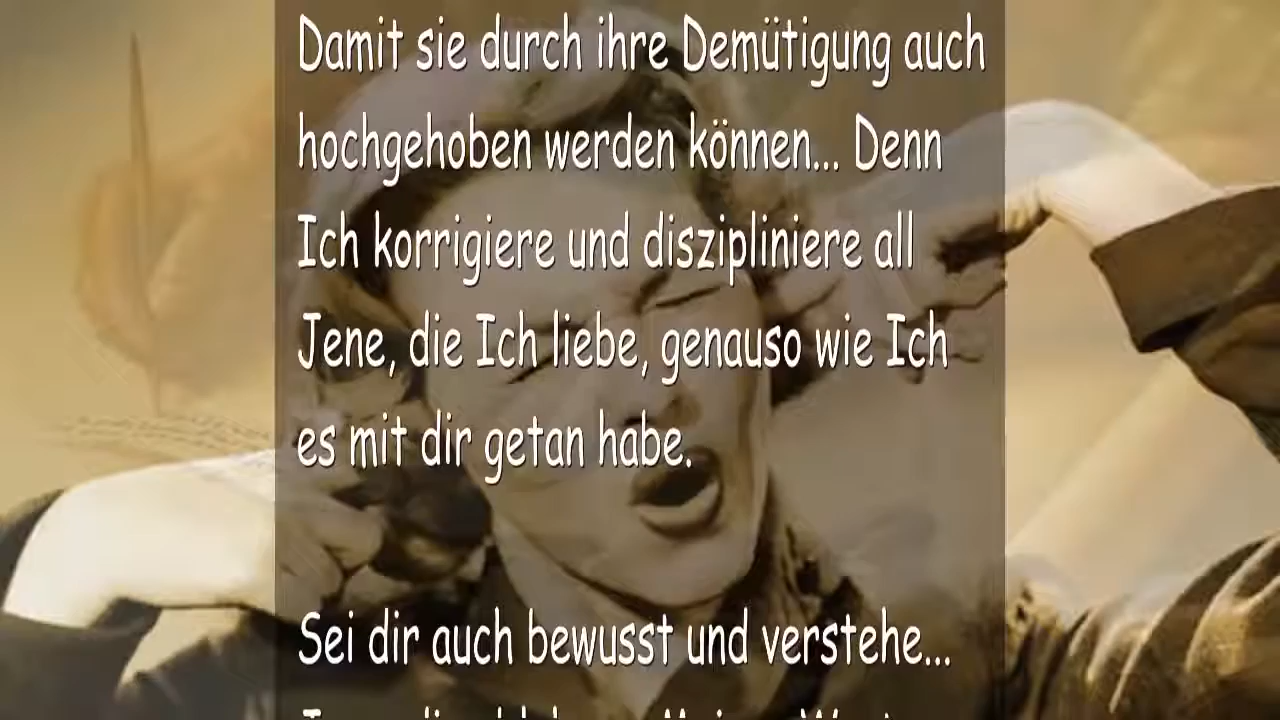 Damit sie durch ihre Demütigung auch
hochgehoben werden können... Denn
Ich korrigiere und diszipliniere all
Jene, die Ich liebe, genauso wie Ich
es mit dir getan habe.
Sei dir auch bewusst und verstehe...